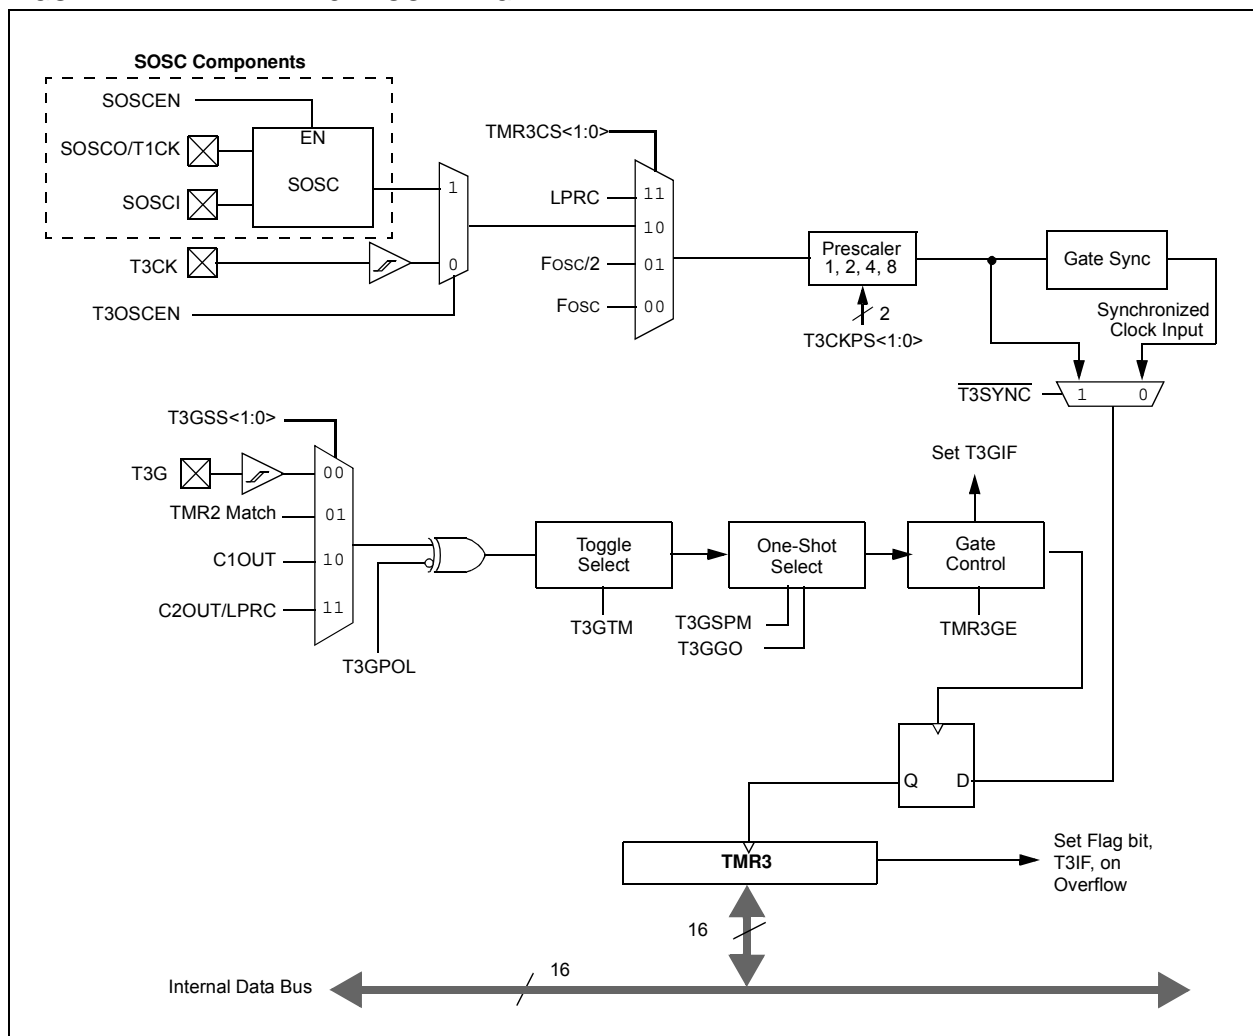 SOSC Components
SOSCEN
EN
SOSCO/T1CK
SOSC
SOSCI
T3CK
T3OSCEN
1
0
TMR3CS<1:0>
LPRC
11
10
FOSC/2
01
FOSC
00
Prescaler
1, 2, 4, 8
2
T3CKPS<1:0>
Gate Sync
Synchronized
Clock Input
T3SYNC
1
0
T3GSS<1:0>
T3G
00
TMR2 Match
01
C1OUT
10
C2OUT/LPRC
11
T3GPOL
Toggle
Select
T3GTM
One-Shot
Select
T3GSPM
T3GGO
Set T3GIF
Gate
Control
TMR3GE
Q
D
TMR3
Set Flag bit,
T3IF, on
Overflow
16
16
Internal Data Bus